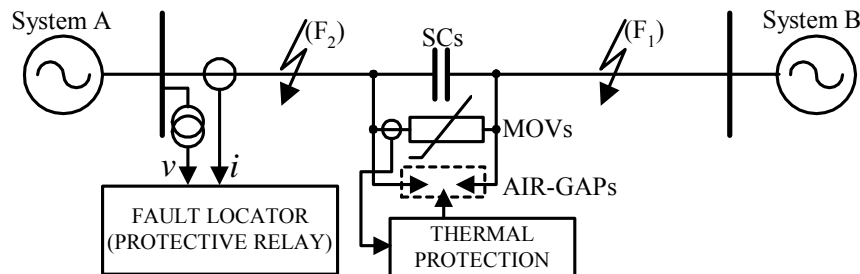 System A
System B
(F2)
SCs
(F1)
MOVs
v
i
AIR-GAPs
FAULT LOCATOR
(PROTECTIVE RELAY)
THERMAL
PROTECTION